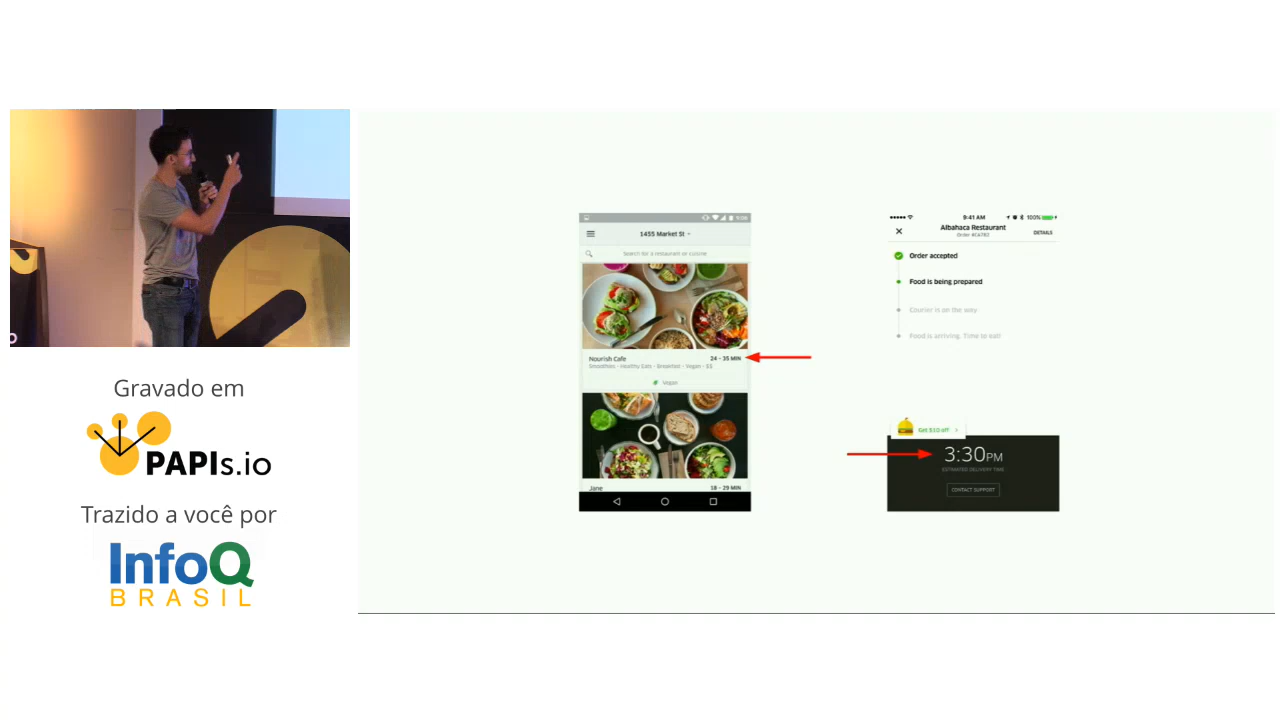 Gravado em
PAPIs.io
Trazido a você por
InfoQ
BRASIL
9:06
1455 Market St
Search for a restaurant or cuisine
Nourish Cafe
24 - 35 MIN
Smoothies • Healthy Eats • Breakfast • Vegan • $$
Vegan
Jane
18 - 29 MIN
9:41 AM
100%
Albahaca Restaurant
DETAILS
Order accepted
Food is being prepared
Courier is on the way
Food is arriving. Time to eat!
Get $10 off
3:30PM
ESTIMATED DELIVERY TIME
CONTACT SUPPORT